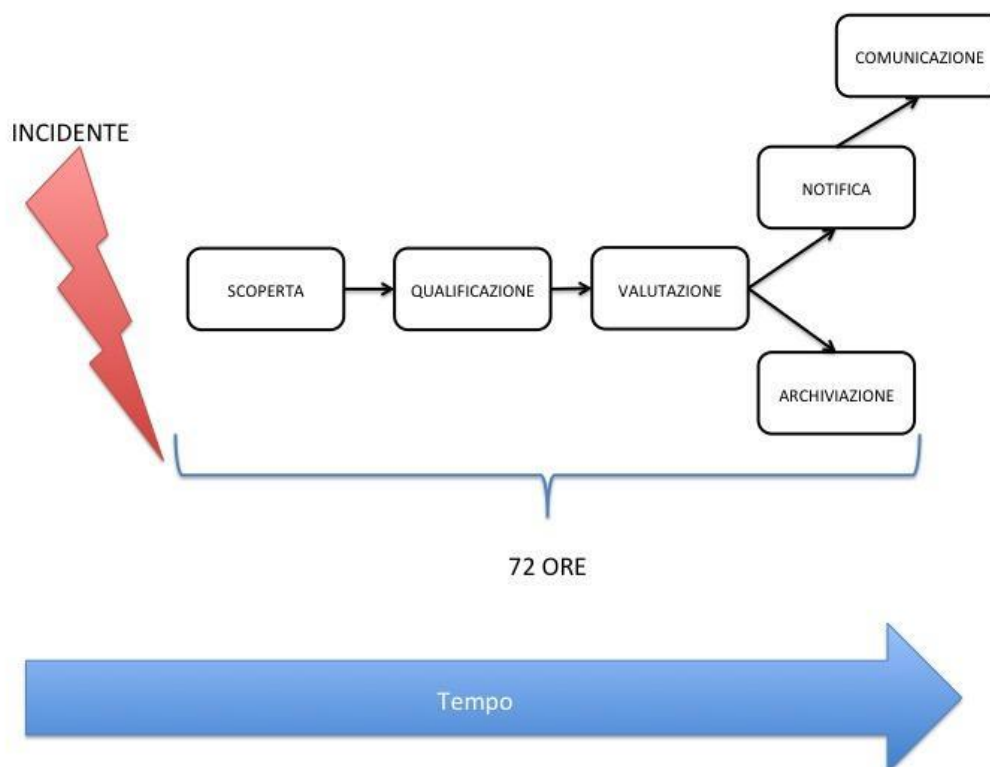 COMUNICAZIONE
INCIDENTE
NOTIFICA
SCOPERTA
QUALIFICAZIONE
VALUTAZIONE
ARCHIVIAZIONE
72 ORE
Tempo